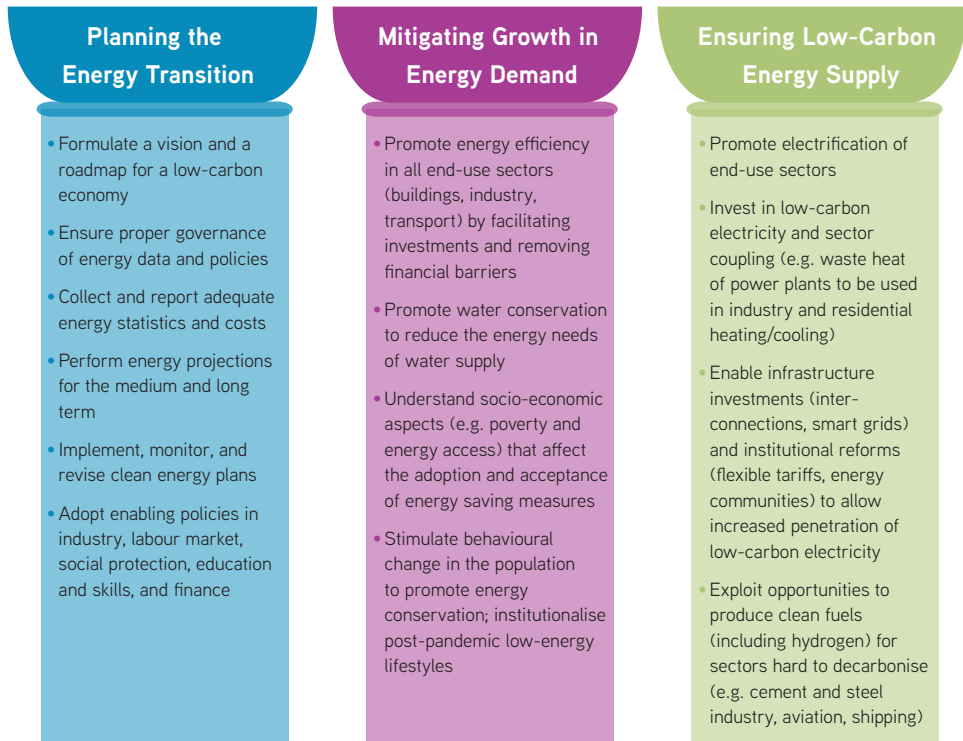 Planning the
Energy Transition
• Formulate a vision and a
roadmap for a low-carbon
economy
• Ensure proper governance
of energy data and policies
• Collect and report adequate
energy statistics and costs
• Perform energy projections
for the medium and long
term
• Implement, monitor, and
revise clean energy plans
• Adopt enabling policies in
industry, labour market,
social protection, education
and skills, and finance
Mitigating Growth in
Energy Demand
• Promote energy efficiency
in all end-use sectors
(buildings, industry,
transport) by facilitating
investments and removing
financial barriers
• Promote water conservation
to reduce the energy needs
of water supply
• Understand socio-economic
aspects (e.g. poverty and
energy access) that affect
the adoption and acceptance
of energy saving measures
• Stimulate behavioural
change in the population
to promote energy
conservation; institutionalise
post-pandemic low-energy
lifestyles
Ensuring Low-Carbon
Energy Supply
• Promote electrification of
end-use sectors
• Invest in low-carbon
electricity and sector
coupling (e.g. waste heat
of power plants to be used
in industry and residential
heating/cooling)
• Enable infrastructure
investments (inter-
connections, smart grids)
and institutional reforms
(flexible tariffs, energy
communities) to allow
increased penetration of
low-carbon electricity
• Exploit opportunities to
produce clean fuels
(including hydrogen) for
sectors hard to decarbonise
(e.g. cement and steel
industry, aviation, shipping)